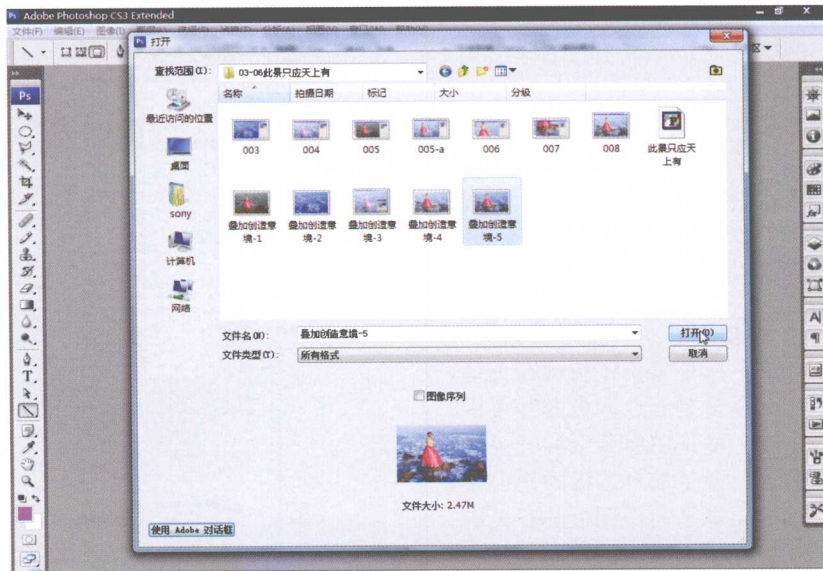 Adobe Photoshop CS3 Extended
文件(F) 编辑(E) 图像(I)
打开
查找范围(I): 03-06此景只应天上有
名称 拍摄日期 标记 大小 分级
Ps
最近访问的位置
桌面
sony
计算机
网络
003 004 005 005-a 006 007 008 此景只应天上有
叠加创造意境-1 叠加创造意境-2 叠加创造意境-3 叠加创造意境-4 叠加创造意境-5
文件名(N): 叠加创造意境-5 打开(O)
文件类型(T): 所有格式 取消
图像序列
文件大小: 2.47M
使用 Adobe 对话框